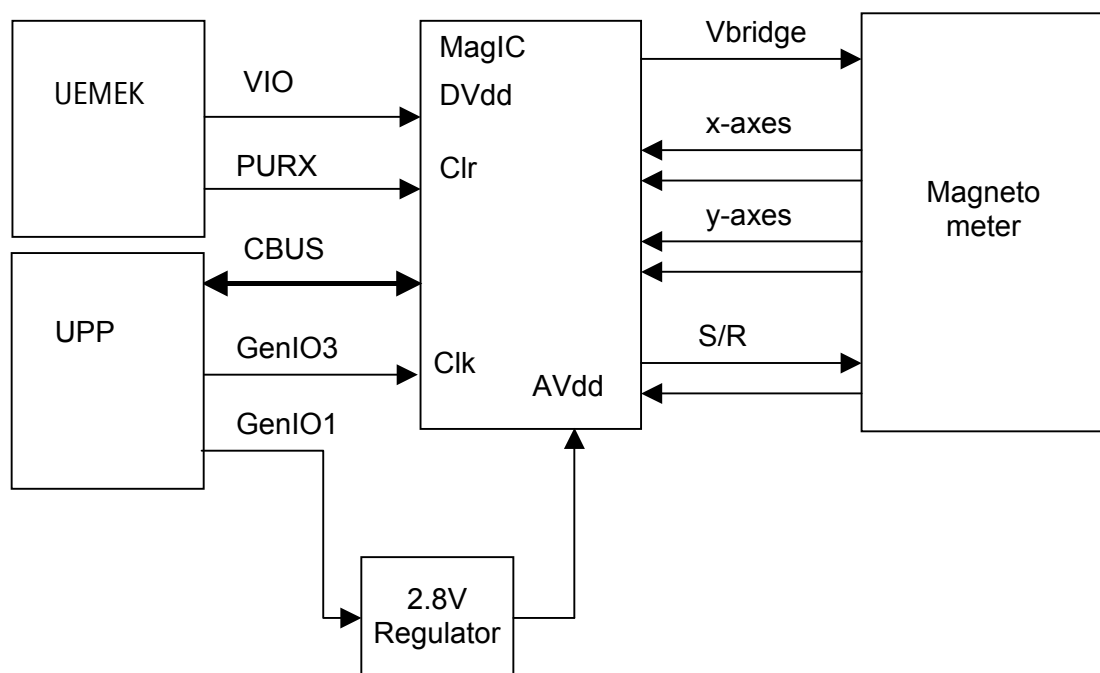 UEMEK
VIO
PURX
MagIC
DVdd
Clr
Vbridge
x-axes
y-axes
Magneto
meter
UPP
CBUS
GenIO3
GenIO1
Clk
AVdd
S/R
2.8V
Regulator